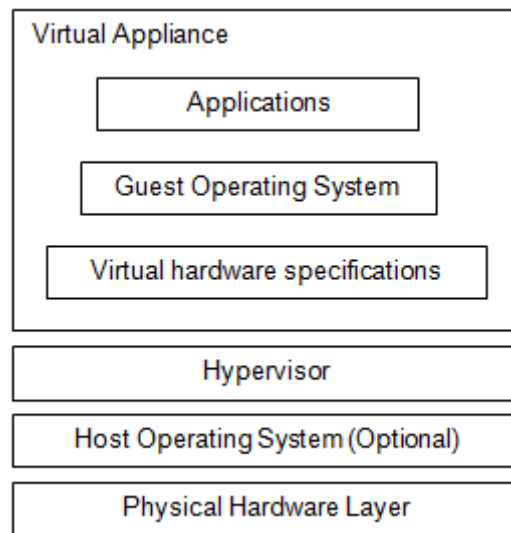 Virtual Appliance
Applications
Guest Operating System
Virtual hardware specifications
Hypervisor
Host Operating System (Optional)
Physical Hardware Layer